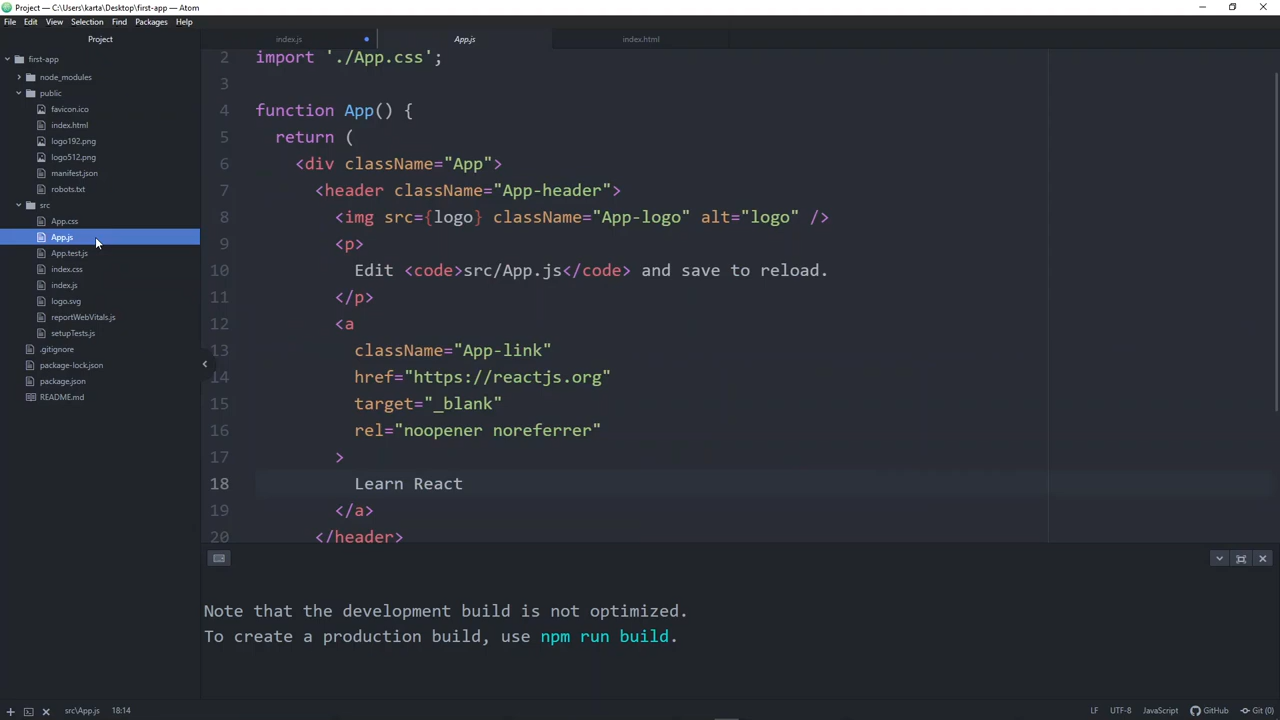 Project — C:\Users\karta\Desktop\first-app — Atom
File Edit View Selection Find Packages Help
Project
first-app
node_modules
public
favicon.ico
index.html
logo192.png
logo512.png
manifest.json
robots.txt
src
App.css
App.js
App.test.js
index.css
index.js
logo.svg
reportWebVitals.js
setupTests.js
.gitignore
package-lock.json
package.json
README.md
index.js App.js index.html
2 import './App.css';
3
4 function App() {
5 return (
6 <div className="App">
7 <header className="App-header">
8 <img src={logo} className="App-logo" alt="logo" />
9 <p>
10 Edit <code>src/App.js</code> and save to reload.
11 </p>
12 <a
13 className="App-link"
14 href="https://reactjs.org"
15 target="_blank"
16 rel="noopener noreferrer"
17 >
18 Learn React
19 </a>
20 </header>
Note that the development build is not optimized.
To create a production build, use npm run build.
src\App.js 18:14 LF UTF-8 JavaScript GitHub Git (0)